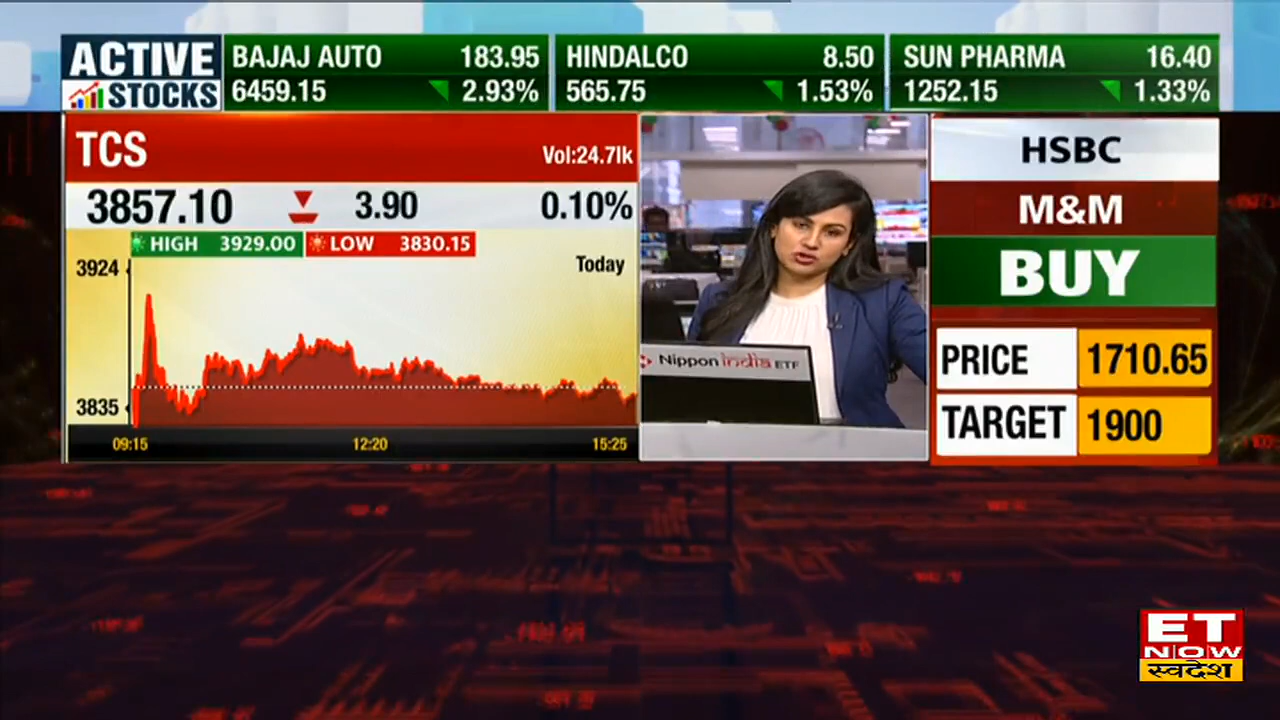 ACTIVE
STOCKS
BAJAJ AUTO 183.95
6459.15 2.93%
HINDALCO 8.50
565.75 1.53%
SUN PHARMA 16.40
1252.15 1.33%
TCS
Vol:24.7lk
3857.10 3.90 0.10%
HIGH 3929.00 LOW 3830.15
Today
3924
3835
09:15 12:20 15:25
Nippon india ETF
HSBC
M&M
BUY
PRICE 1710.65
TARGET 1900
ET
NOW
स्वदेश